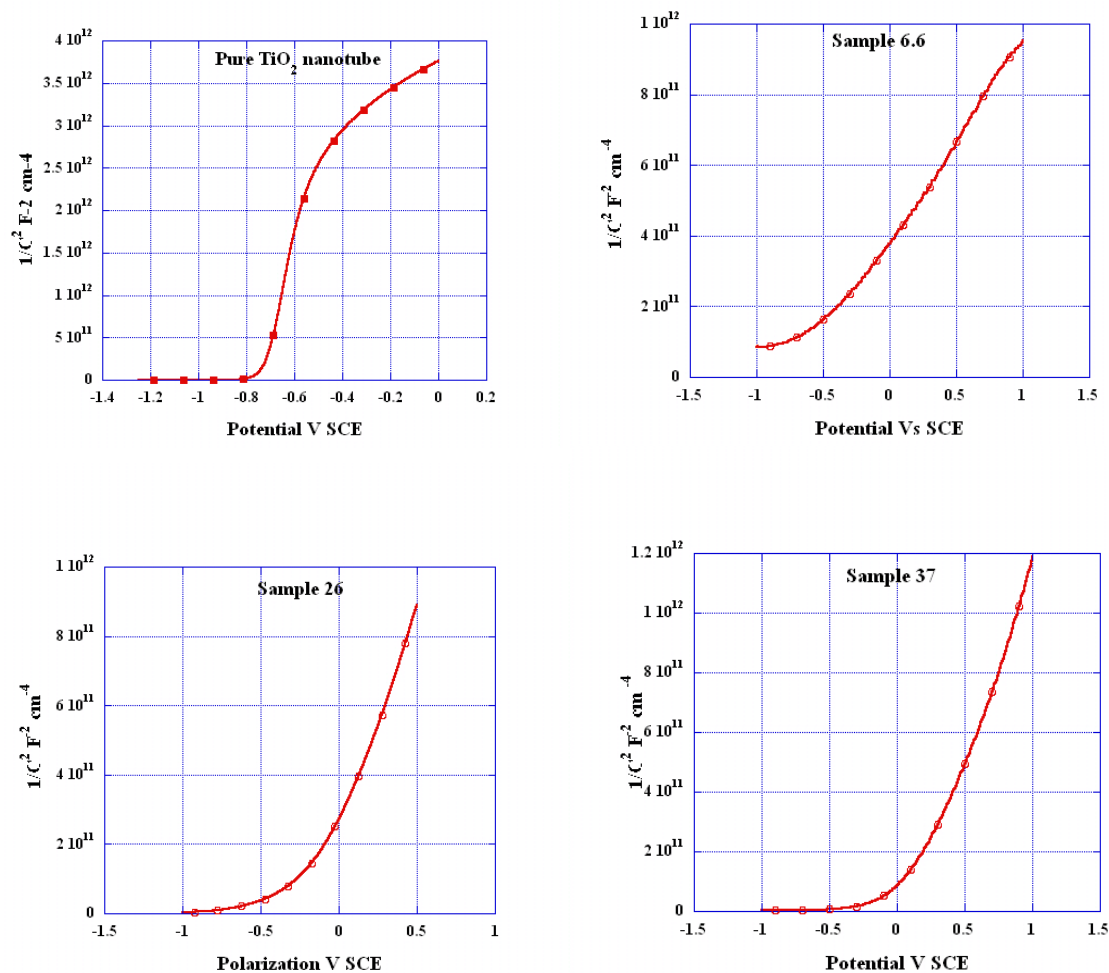 Pure TiO2 nanotube
4 10^12
3.5 10^12
3 10^12
2.5 10^12
2 10^12
1.5 10^12
1 10^12
5 10^11
0
1/C^2 F-2 cm-4
-1.4 -1.2 -1 -0.8 -0.6 -0.4 -0.2 0 0.2
Potential V SCE
Sample 6.6
1 10^12
8 10^11
6 10^11
4 10^11
2 10^11
0
1/C^2 F^-2 cm^-4
-1.5 -1 -0.5 0 0.5 1 1.5
Potential Vs SCE
Sample 26
1 10^12
8 10^11
6 10^11
4 10^11
2 10^11
0
1/C^2 F^-2 cm^-4
-1.5 -1 -0.5 0 0.5 1
Polarization V SCE
Sample 37
1.2 10^12
1 10^12
8 10^11
6 10^11
4 10^11
2 10^11
0
1/C^2 F^-2 cm^-4
-1.5 -1 -0.5 0 0.5 1 1.5
Potential V SCE